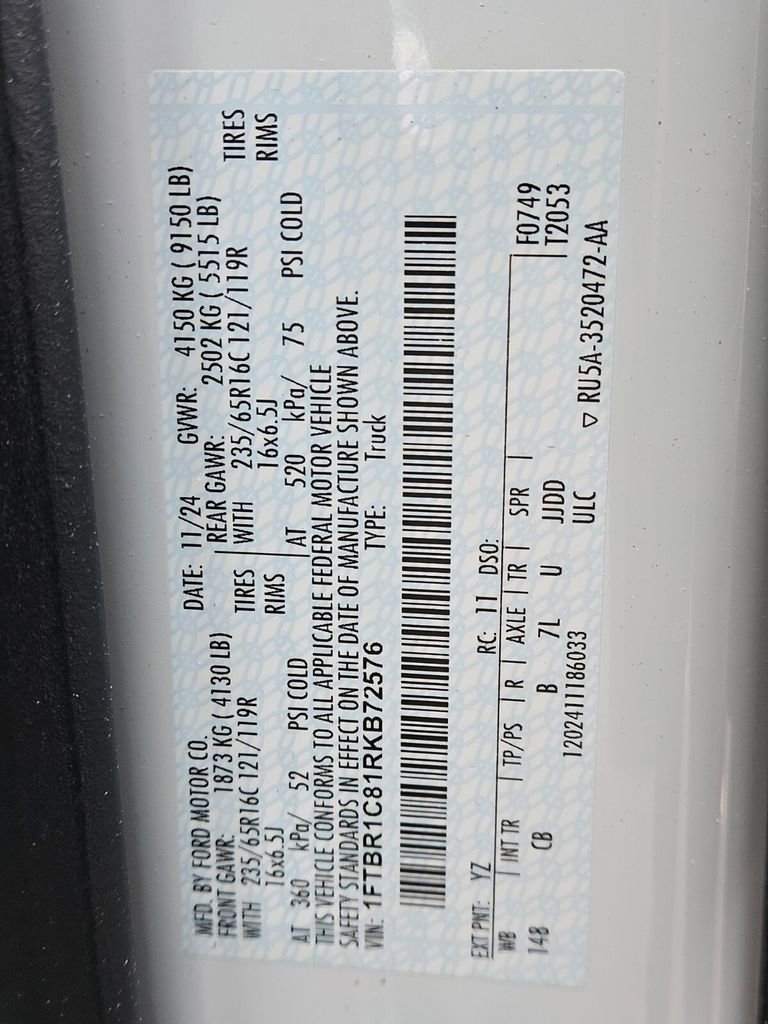 MFD. BY FORD MOTOR CO. DATE: 11/24 GVWR: 4150 KG ( 9150 LB)
FRONT GAWR: 1873 KG ( 4130 LB) REAR GAWR: 2502 KG ( 5515 LB)
WITH 235/65R16C 121/119R TIRES WITH 235/65R16C 121/119R TIRES
16x6.5J RIMS 16x6.5J RIMS
AT 360 kPa/ 52 PSI COLD AT 520 kPa/ 75 PSI COLD
THIS VEHICLE CONFORMS TO ALL APPLICABLE FEDERAL MOTOR VEHICLE
SAFETY STANDARDS IN EFFECT ON THE DATE OF MANUFACTURE SHOWN ABOVE.
VIN: 1FTBR1C81RKB72576 TYPE: Truck
EXT PNT: YZ RC: 11 DSO:
WB INT TR TP/PS R AXLE TR SPR F0749
148 CB B 7L U JJDD T2053
1202411186033 ULC ▽ RU5A-3520472-AA